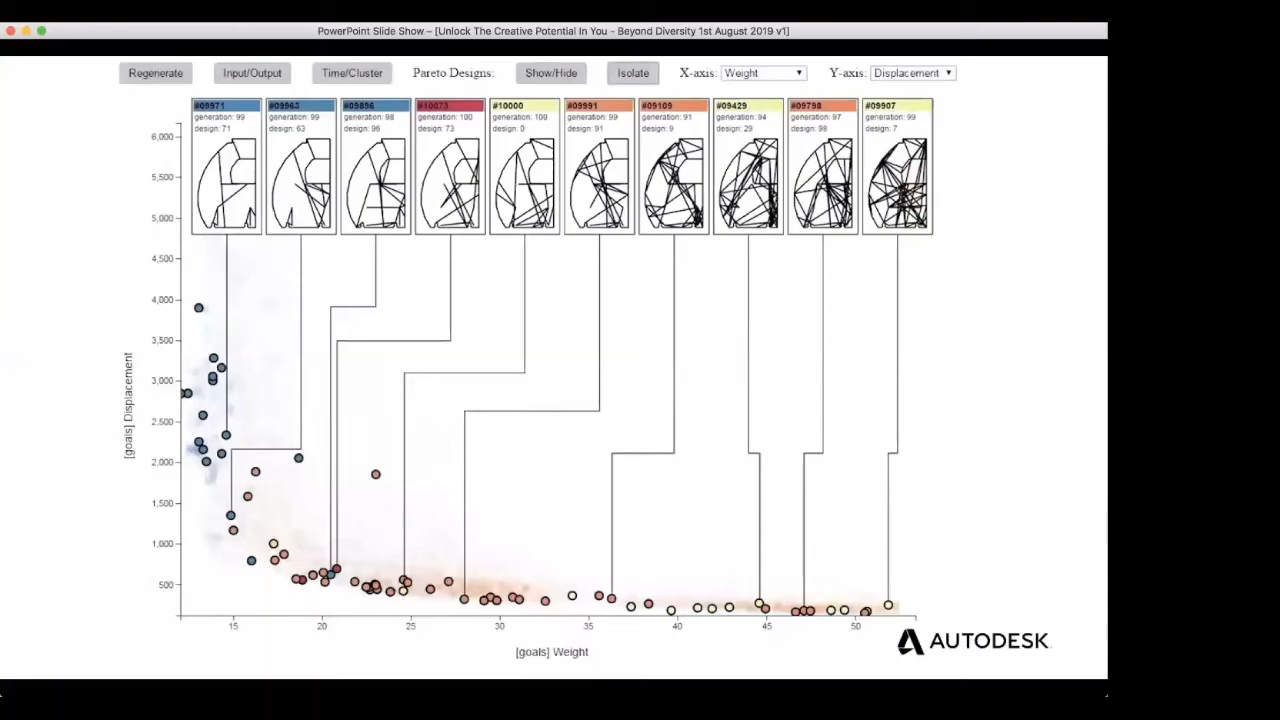 PowerPoint Slide Show – [Unlock The Creative Potential In You - Beyond Diversity 1st August 2019 v1]
Regenerate Input/Output Time/Cluster Pareto Designs: Show/Hide Isolate X-axis: Weight Y-axis: Displacement
#09971 #09963 #09896 #10073 #10000 #09991 #09109 #09429 #09798 #09907
generation: 99 generation: 99 generation: 98 generation: 100 generation: 100 generation: 99 generation: 91 generation: 94 generation: 97 generation: 99
design: 71 design: 63 design: 96 design: 73 design: 0 design: 91 design: 9 design: 29 design: 98 design: 7
6,000
5,500
5,000
4,500
4,000
3,500
3,000
2,500
2,000
1,500
1,000
500
[goals] Displacement
15 20 25 30 35 40 45 50
[goals] Weight
AUTODESK.